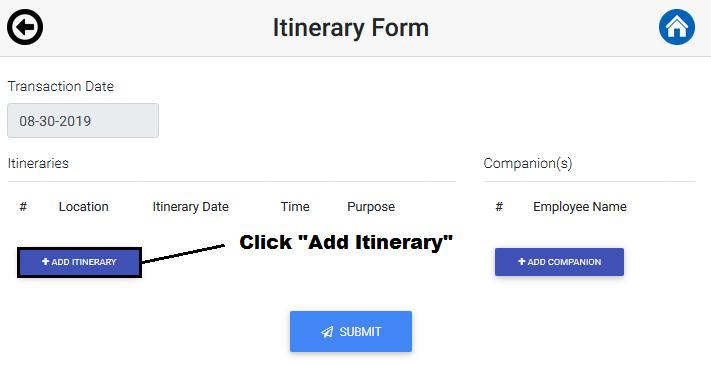 Itinerary Form
Transaction Date
08-30-2019
Itineraries
# Location Itinerary Date Time Purpose
+ ADD ITINERARY
Click "Add Itinerary"
Companion(s)
# Employee Name
+ ADD COMPANION
SUBMIT